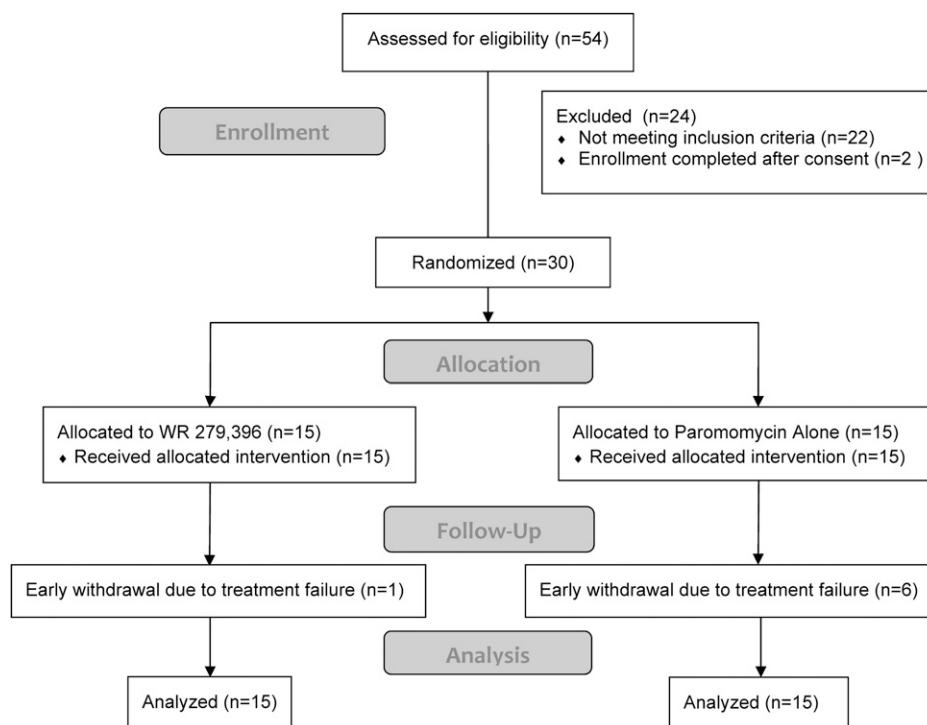 Assessed for eligibility (n=54)
Enrollment
Excluded (n=24)
♦ Not meeting inclusion criteria (n=22)
♦ Enrollment completed after consent (n=2 )
Randomized (n=30)
Allocation
Allocated to WR 279,396 (n=15)
♦ Received allocated intervention (n=15)
Allocated to Paromomycin Alone (n=15)
♦ Received allocated intervention (n=15)
Follow-Up
Early withdrawal due to treatment failure (n=1)
Early withdrawal due to treatment failure (n=6)
Analysis
Analyzed (n=15)
Analyzed (n=15)